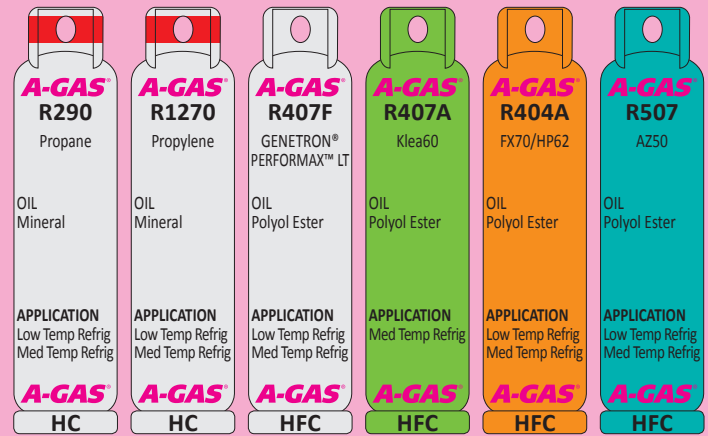 A-GAS®
R290
Propane
OIL
Mineral
APPLICATION
Low Temp Refrig
Med Temp Refrig
A-GAS®
HC
A-GAS®
R1270
Propylene
OIL
Mineral
APPLICATION
Low Temp Refrig
Med Temp Refrig
A-GAS®
HC
A-GAS®
R407F
GENETRON®
PERFORMAX™ LT
OIL
Polyol Ester
APPLICATION
Low Temp Refrig
Med Temp Refrig
A-GAS®
HFC
A-GAS®
R407A
Klea60
OIL
Polyol Ester
APPLICATION
Med Temp Refrig
A-GAS®
HFC
A-GAS®
R404A
FX70/HP62
OIL
Polyol Ester
APPLICATION
Low Temp Refrig
Med Temp Refrig
A-GAS®
HFC
A-GAS®
R507
AZ50
OIL
Polyol Ester
APPLICATION
Low Temp Refrig
Med Temp Refrig
A-GAS®
HFC